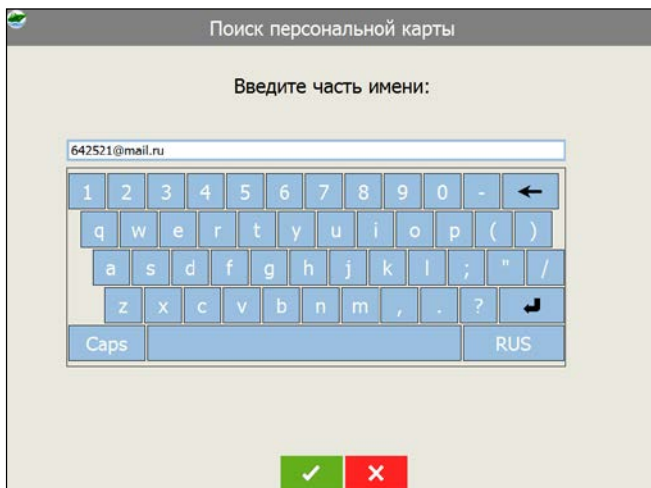 Поиск персональной карты
Введите часть имени:
642521@mail.ru
1 2 3 4 5 6 7 8 9 0 -
q w e r t y u i o p ( )
a s d f g h j k l ; " /
z x c v b n m , . ?
Caps RUS